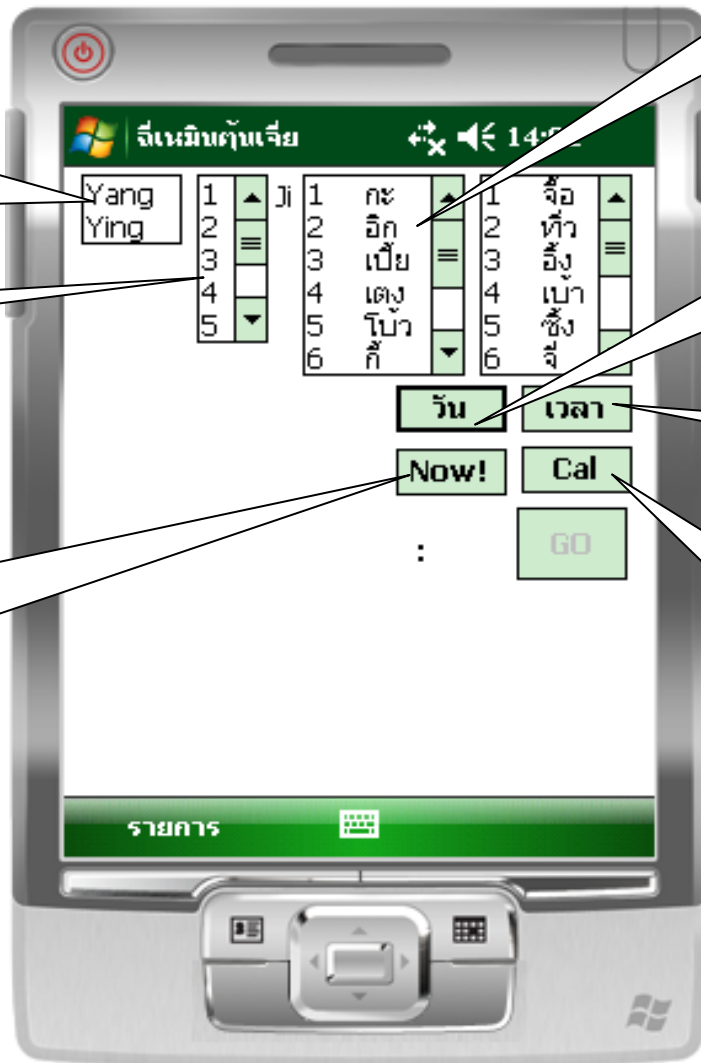 ฉีเหมินตุ้นเจี่ย 14:
Yang
Ying
1
2
3
4
5
Ji
1 กะ
2 อิก
3 เปี้ย
4 เตง
5 โบ้ว
6 กี้
1 จื้อ
2 ทิ่ว
3 อิ้ง
4 เบ้า
5 ซิ้ง
6 จี๋
วัน เวลา
Now! Cal
: GO
รายการ